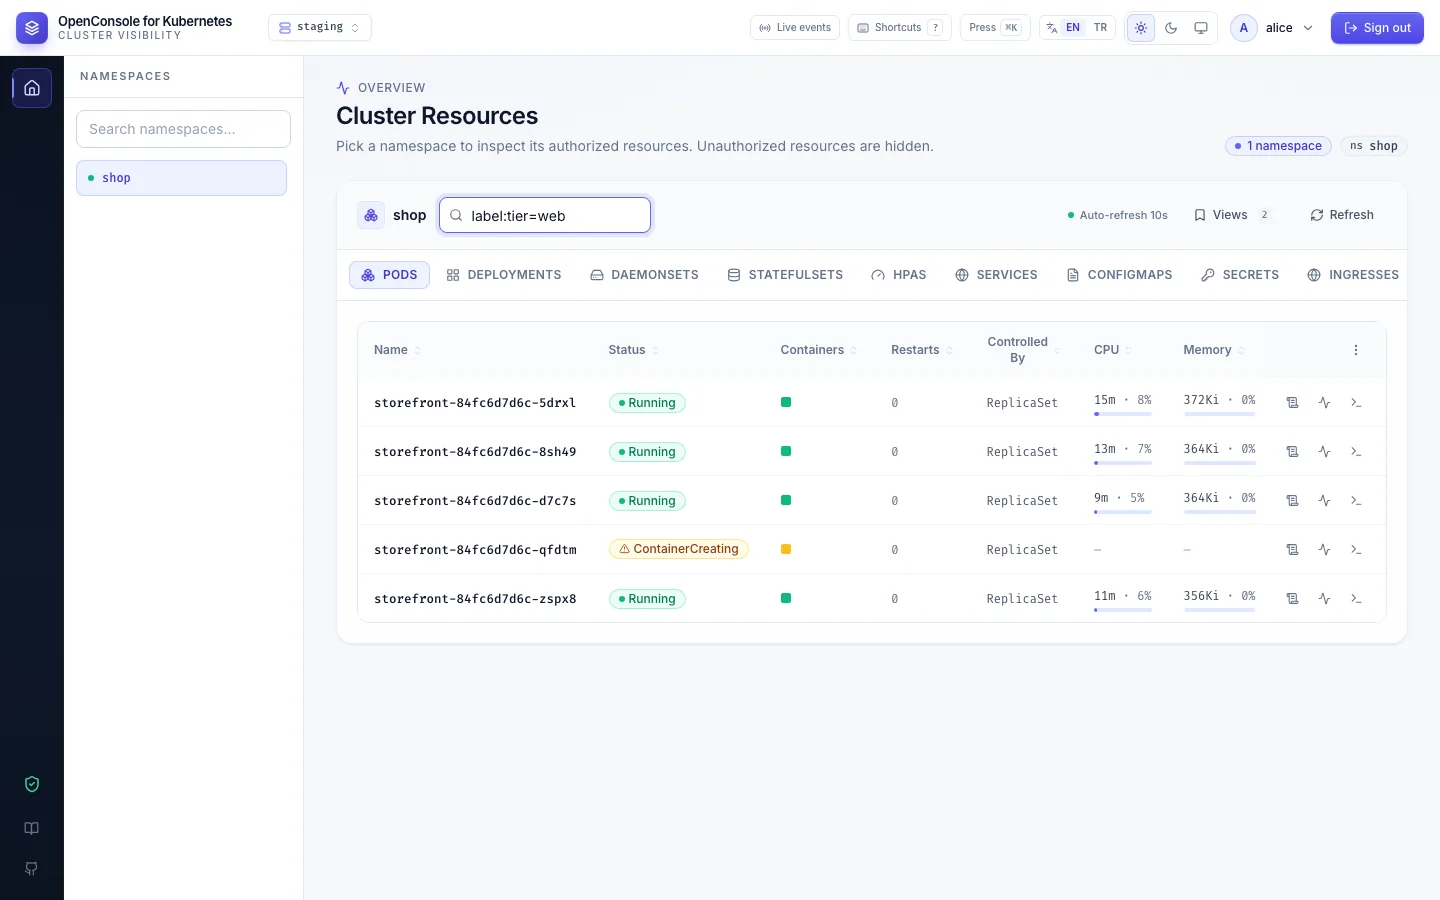 OpenConsole for Kubernetes
CLUSTER VISIBILITY
staging
Live events
Shortcuts ?
Press ⌘K
EN TR
A alice
Sign out
NAMESPACES
Search namespaces...
shop
OVERVIEW
Cluster Resources
Pick a namespace to inspect its authorized resources. Unauthorized resources are hidden.
1 namespace
ns shop
shop
label:tier=web
Auto-refresh 10s
Views 2
Refresh
PODS DEPLOYMENTS DAEMONSETS STATEFULSETS HPAS SERVICES CONFIGMAPS SECRETS INGRESSES
Name Status Containers Restarts Controlled By CPU Memory
storefront-84fc6d7d6c-5drxl Running 0 ReplicaSet 15m · 8% 372Ki · 0%
storefront-84fc6d7d6c-8sh49 Running 0 ReplicaSet 13m · 7% 364Ki · 0%
storefront-84fc6d7d6c-d7c7s Running 0 ReplicaSet 9m · 5% 364Ki · 0%
storefront-84fc6d7d6c-qfdtm ContainerCreating 0 ReplicaSet — —
storefront-84fc6d7d6c-zspx8 Running 0 ReplicaSet 11m · 6% 356Ki · 0%